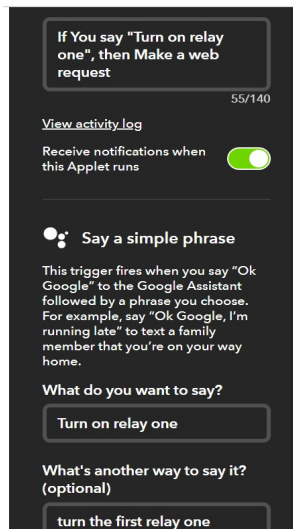 If You say "Turn on relay
one", then Make a web
request
55/140
View activity log
Receive notifications when
this Applet runs
Say a simple phrase
This trigger fires when you say “Ok
Google” to the Google Assistant
followed by a phrase you choose.
For example, say “Ok Google, I’m
running late” to text a family
member that you’re on your way
home.
What do you want to say?
Turn on relay one
What's another way to say it?
(optional)
turn the first relay one